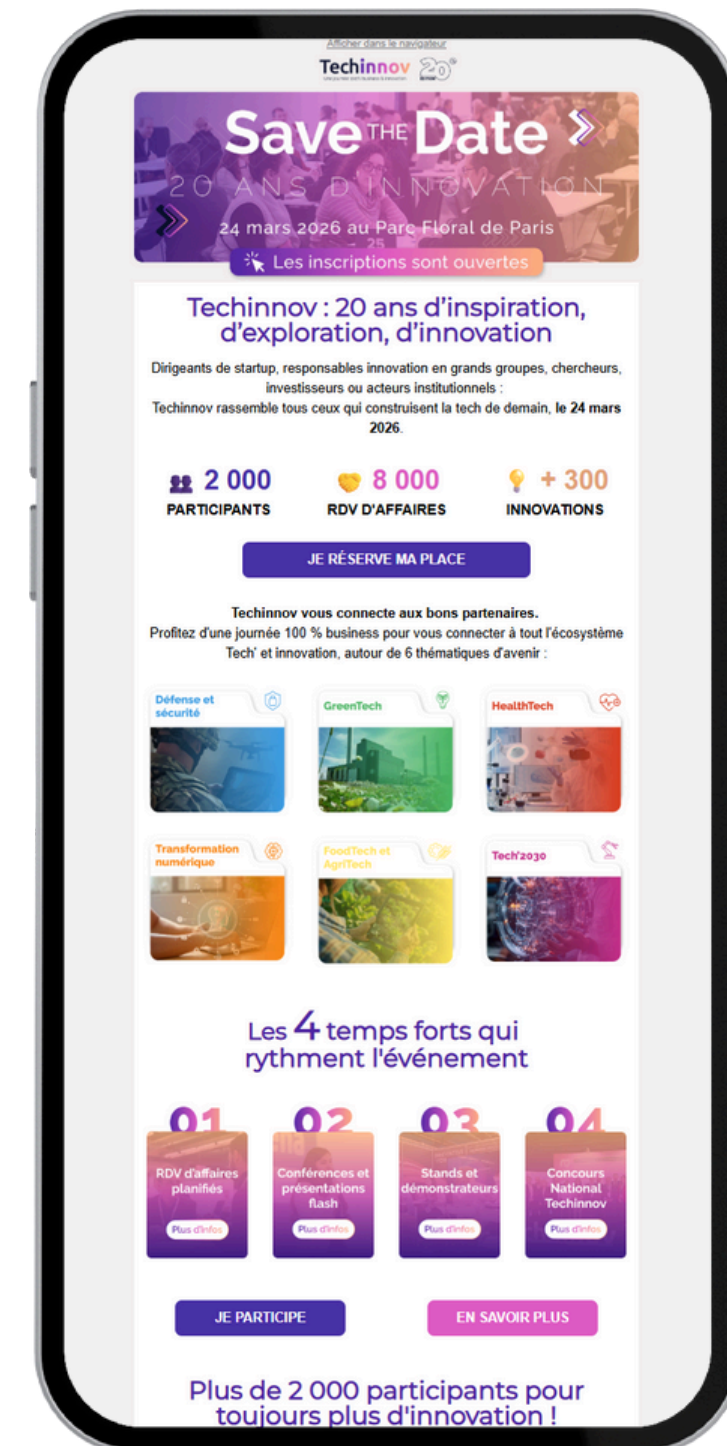 Afficher dans le navigateur
Techinnov 20
Save THE Date
20 ANS D'INNOVATION
24 mars 2026 au Parc Floral de Paris
25
Les inscriptions sont ouvertes
Techinnov : 20 ans d'inspiration,
d'exploration, d'innovation
Dirigeants de startup, responsables innovation en grands groupes, chercheurs,
investisseurs ou acteurs institutionnels :
Techinnov rassemble tous ceux qui construisent la tech de demain, le 24 mars
2026.
2 000 8 000 + 300
PARTICIPANTS RDV D'AFFAIRES INNOVATIONS
JE RÉSERVE MA PLACE
Techinnov vous connecte aux bons partenaires.
Profitez d'une journée 100 % business pour vous connecter à tout l'écosystème
Tech' et innovation, autour de 6 thématiques d'avenir :
Défense et
sécurité
GreenTech
HealthTech
Transformation
numérique
FoodTech et
AgriTech
Tech'2030
Les 4 temps forts qui
rythment l'événement
01
RDV d'affaires
planifiés
Plus d'infos
02
Conférences et
présentations
flash
Plus d'infos
03
Stands et
démonstrateurs
Plus d'infos
04
Concours
National
Techinnov
Plus d'infos
JE PARTICIPE
EN SAVOIR PLUS
Plus de 2 000 participants pour
toujours plus d'innovation !